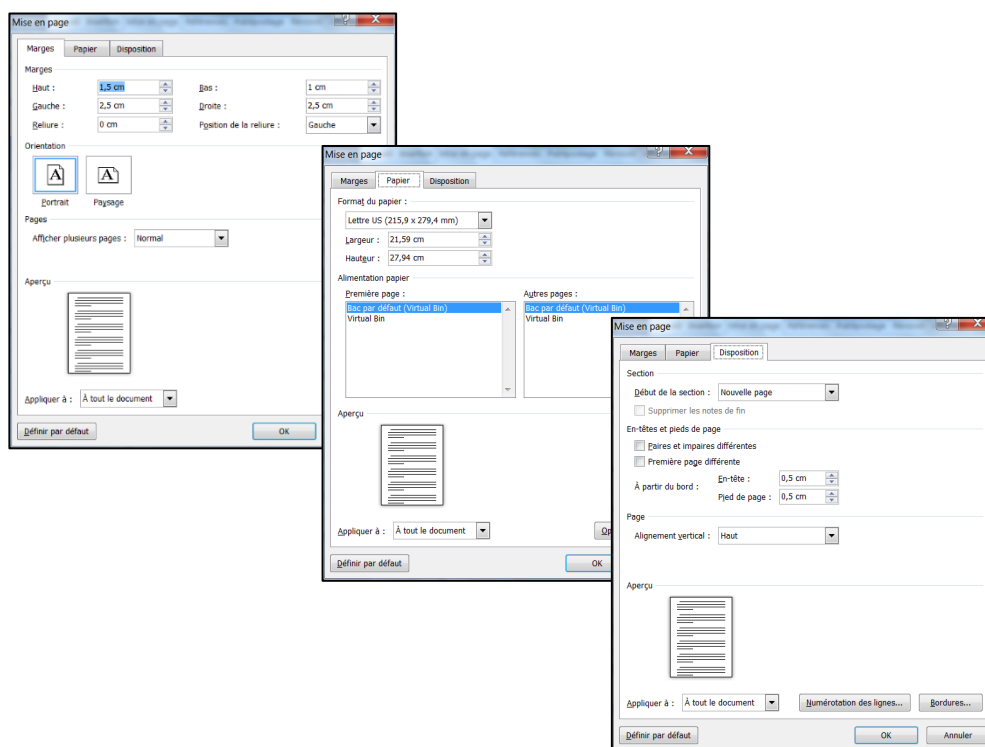 Mise en page
Marges Papier Disposition
Marges
Haut : 1,5 cm Bas : 1 cm
Gauche : 2,5 cm Droite : 2,5 cm
Reliure : 0 cm Position de la reliure : Gauche
Orientation
A A
Portrait Paysage
Pages
Afficher plusieurs pages : Normal
Aperçu
Appliquer à : À tout le document
Définir par défaut OK
Mise en page
Marges Papier Disposition
Format du papier :
Lettre US (215,9 x 279,4 mm)
Largeur : 21,59 cm
Hauteur : 27,94 cm
Alimentation papier
Première page : Autres pages :
Bac par défaut (Virtual Bin) Bac par défaut (Virtual Bin)
Virtual Bin Virtual Bin
Aperçu
Appliquer à : À tout le document Op
Définir par défaut OK
Mise en page
Marges Papier Disposition
Section
Début de la section : Nouvelle page
Supprimer les notes de fin
En-têtes et pieds de page
Paires et impaires différentes
Première page différente
À partir du bord : En-tête : 0,5 cm
Pied de page : 0,5 cm
Page
Alignement vertical : Haut
Aperçu
Appliquer à : À tout le document Numérotation des lignes... Bordures...
Définir par défaut OK Annuler